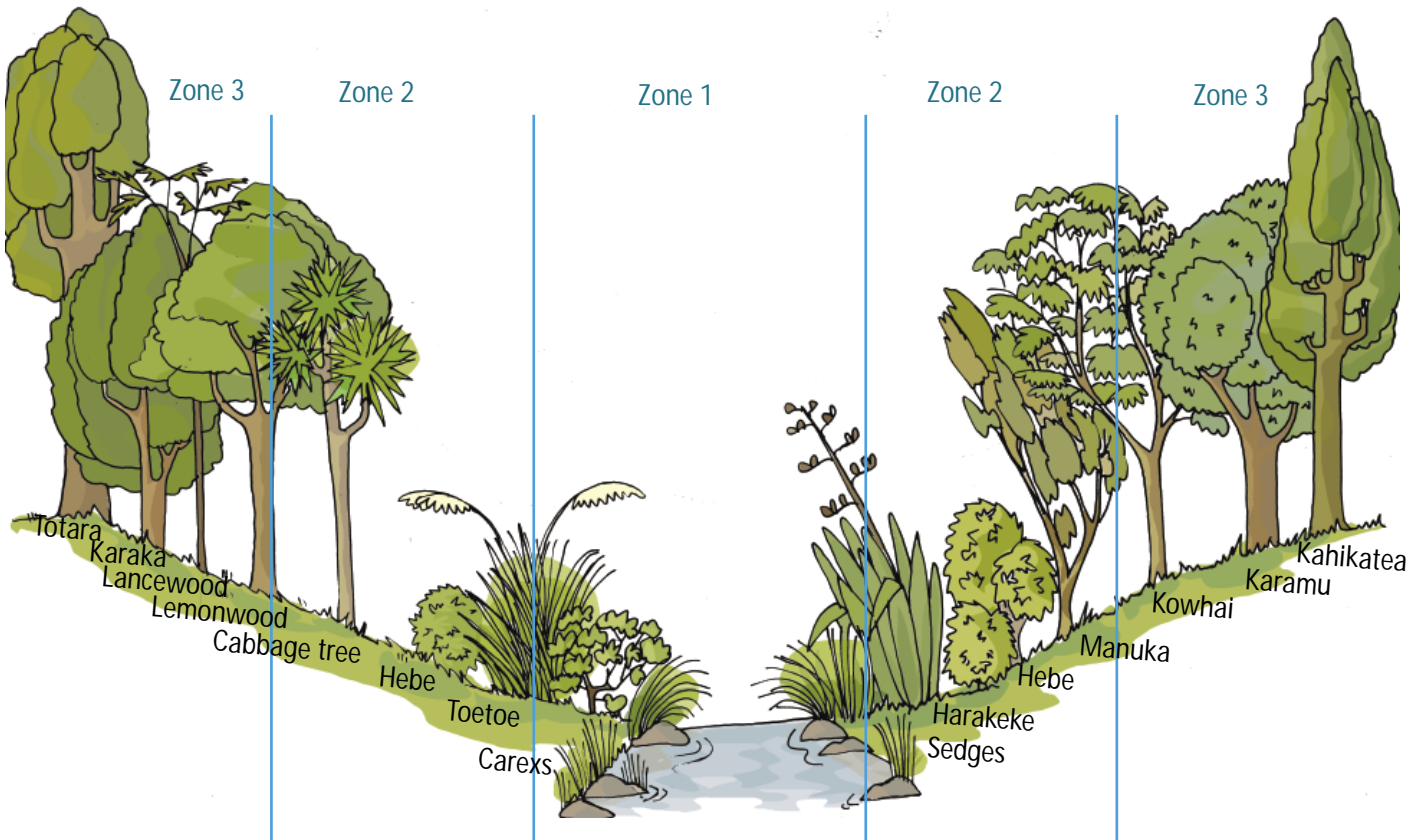 Zone 3
Zone 2
Zone 1
Zone 2
Zone 3
Totara
Karaka
Lancewood
Lemonwood
Cabbage tree
Hebe
Toetoe
Carexs
Kahikatea
Karamu
Kowhai
Manuka
Hebe
Harakeke
Sedges